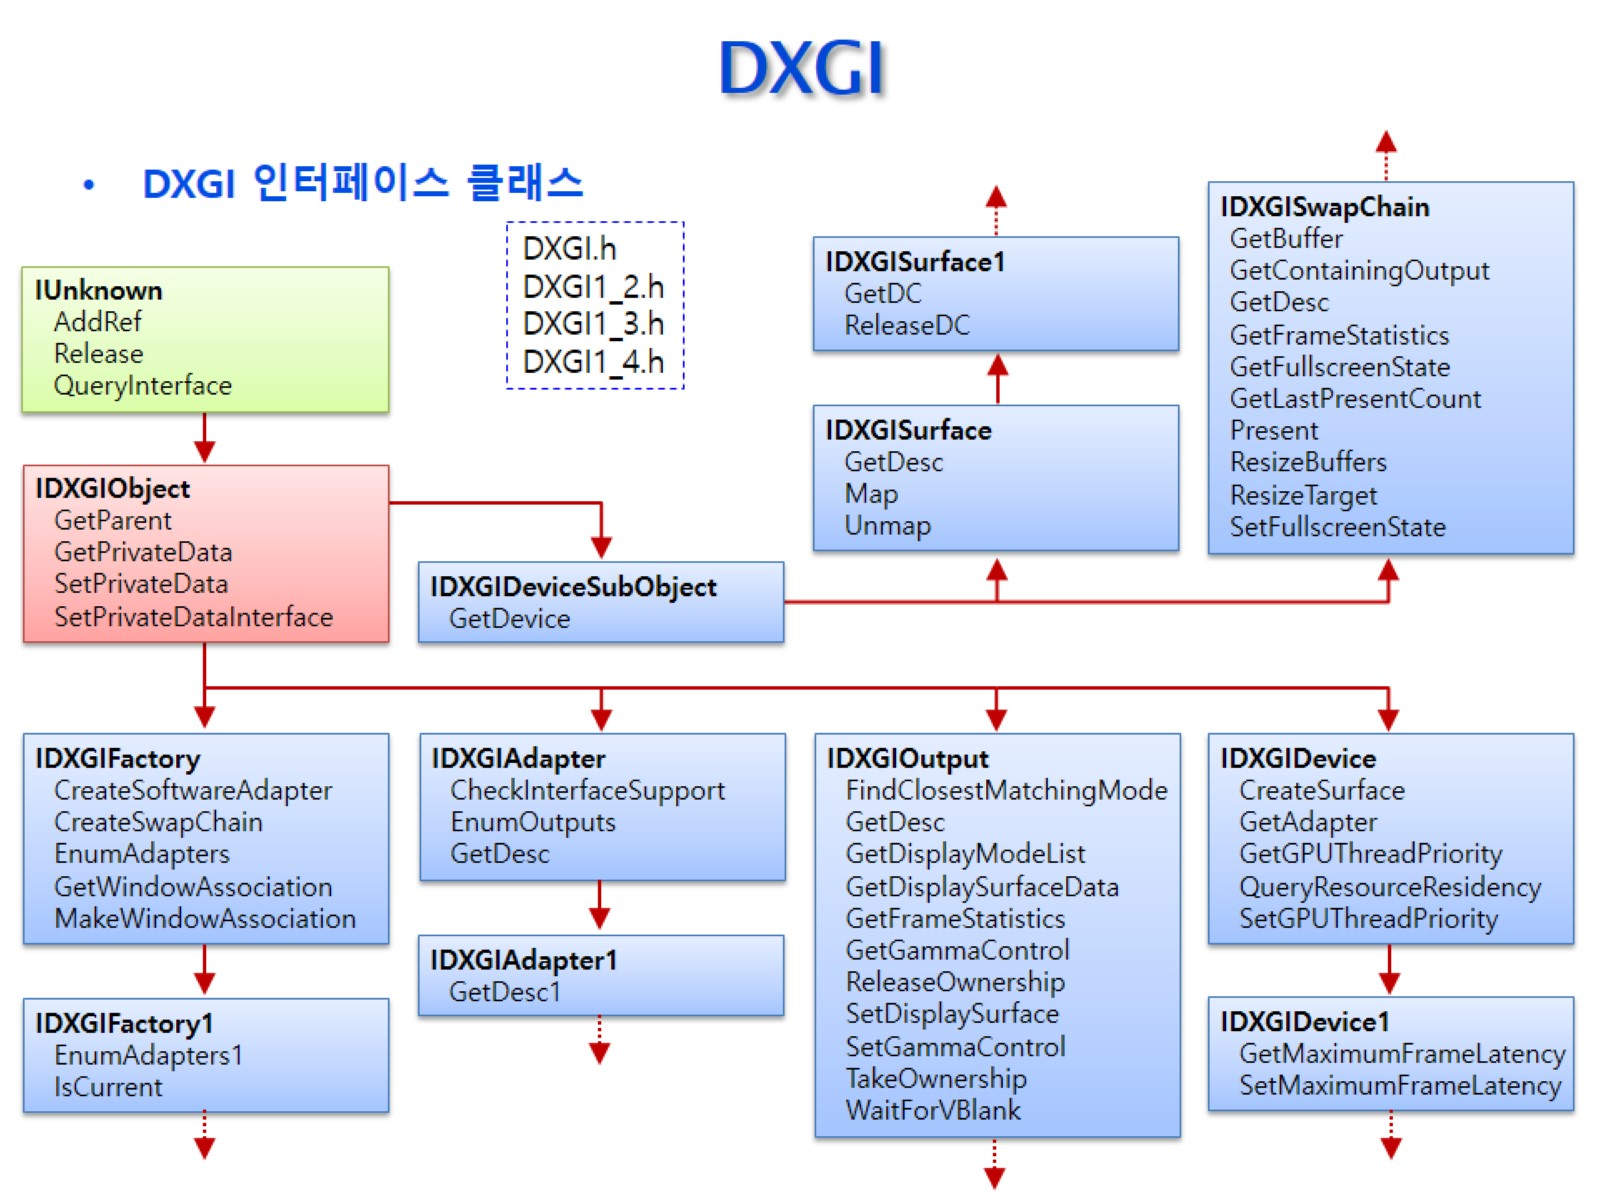 DXGI
• DXGI 인터페이스 클래스
DXGI.h
DXGI1_2.h
DXGI1_3.h
DXGI1_4.h
IUnknown
AddRef
Release
QueryInterface
IDXGIObject
GetParent
GetPrivateData
SetPrivateData
SetPrivateDataInterface
IDXGIDeviceSubObject
GetDevice
IDXGISurface1
GetDC
ReleaseDC
IDXGISurface
GetDesc
Map
Unmap
IDXGISwapChain
GetBuffer
GetContainingOutput
GetDesc
GetFrameStatistics
GetFullscreenState
GetLastPresentCount
Present
ResizeBuffers
ResizeTarget
SetFullscreenState
IDXGIFactory
CreateSoftwareAdapter
CreateSwapChain
EnumAdapters
GetWindowAssociation
MakeWindowAssociation
IDXGIFactory1
EnumAdapters1
IsCurrent
IDXGIAdapter
CheckInterfaceSupport
EnumOutputs
GetDesc
IDXGIAdapter1
GetDesc1
IDXGIOutput
FindClosestMatchingMode
GetDesc
GetDisplayModeList
GetDisplaySurfaceData
GetFrameStatistics
GetGammaControl
ReleaseOwnership
SetDisplaySurface
SetGammaControl
TakeOwnership
WaitForVBlank
IDXGIDevice
CreateSurface
GetAdapter
GetGPUThreadPriority
QueryResourceResidency
SetGPUThreadPriority
IDXGIDevice1
GetMaximumFrameLatency
SetMaximumFrameLatency